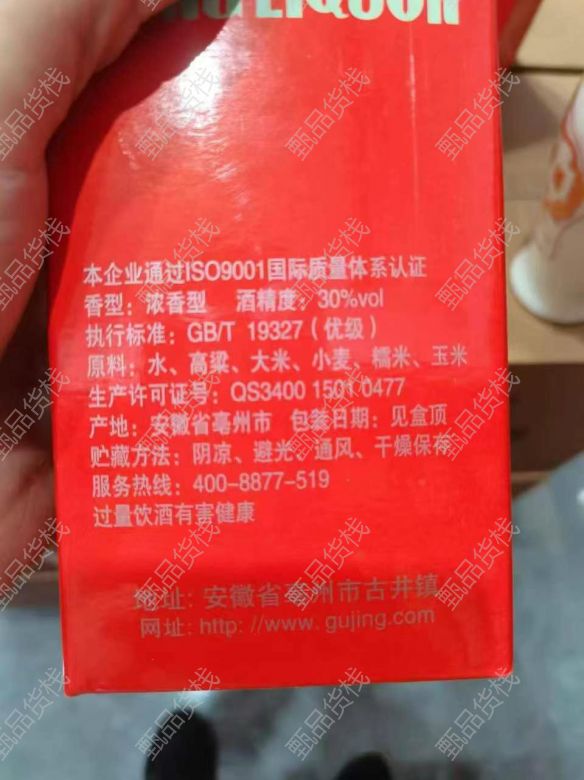 LIQUOR
本企业通过ISO9001国际质量体系认证
香型：浓香型 酒精度：30%vol
执行标准：GB/T 19327（优级）
原料：水、高粱、大米、小麦、糯米、玉米
生产许可证号：QS3400 1501 0477
产地：安徽省亳州市 包装日期：见盒顶
贮藏方法：阴凉、避光、通风、干燥保存
服务热线：400-8877-519
过量饮酒有害健康
地址：安徽省亳州市古井镇
网址：http: //www. gujing.com
甄品货栈